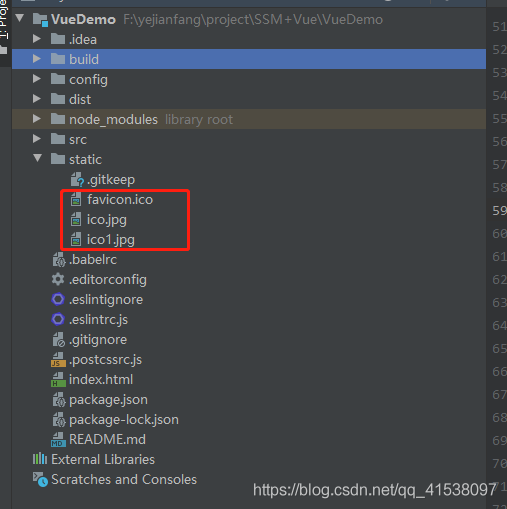 1: Project
VueDemo F:\yejianfang\project\SSM+Vue\VueDemo
.idea
build
config
dist
node_modules library root
src
static
.gitkeep
favicon.ico
ico.jpg
ico1.jpg
.babelrc
.editorconfig
.eslintignore
.eslintrc.js
.gitignore
.postcssrc.js
index.html
package.json
package-lock.json
README.md
External Libraries
Scratches and Consoles
51
52
53
54
55
56
57
58
59
60
61
62
63
64
65
66
67
68
69
70
71
72
https://blog.csdn.net/qq_41538097